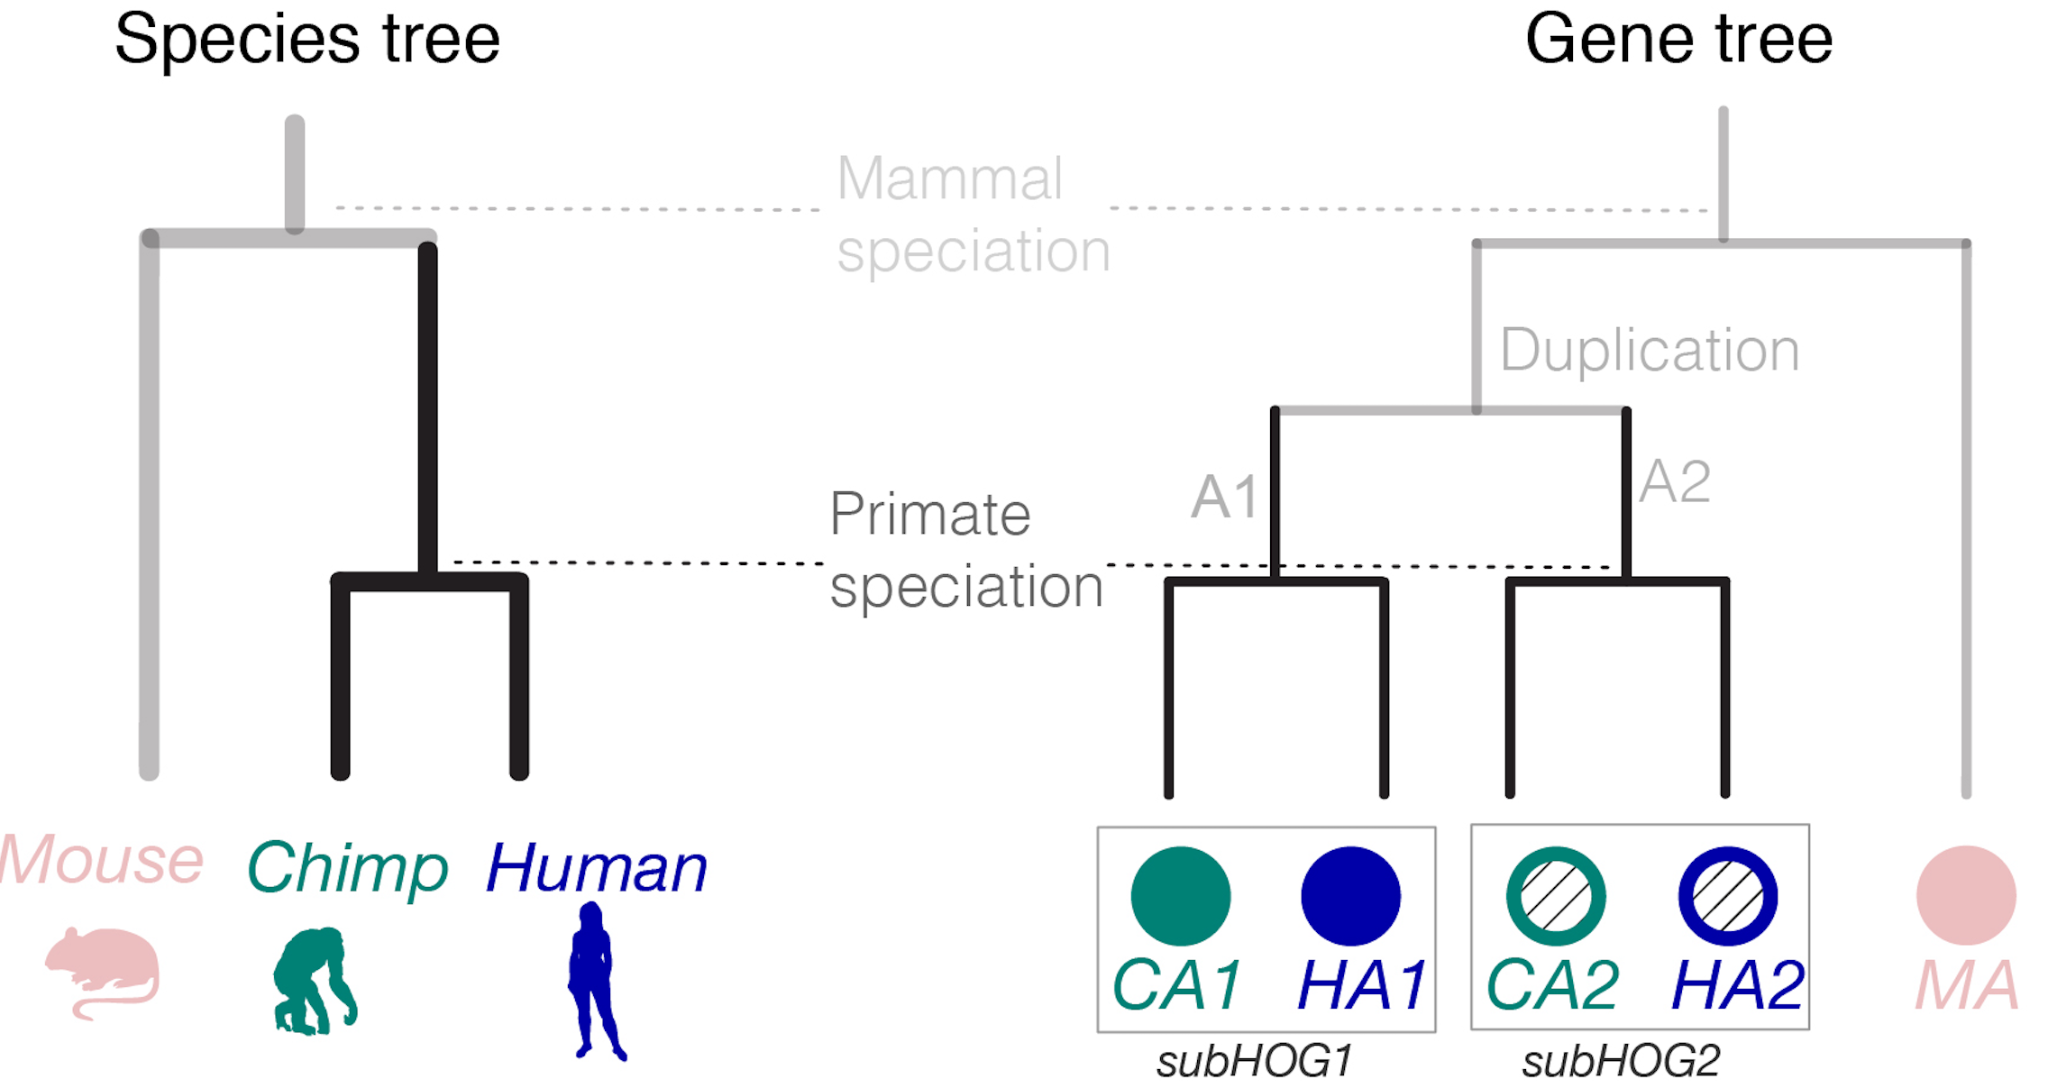 Species tree
Gene tree
Mammal
speciation
Duplication
A1
A2
Primate
speciation
Mouse
Chimp
Human
CA1
HA1
CA2
HA2
MA
subHOG1
subHOG2